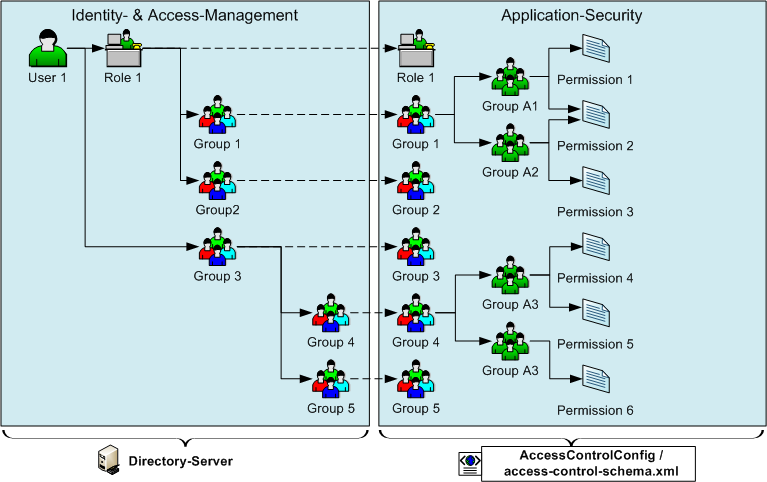 Identity- & Access-Management
Application-Security
User 1
Role 1
Role 1
Permission 1
Group A1
Group 1
Group 1
Permission 2
Group A2
Group2
Group 2
Permission 3
Group 3
Group 3
Permission 4
Group A3
Group 4
Group 4
Permission 5
Group A3
Group 5
Group 5
Permission 6
Directory-Server
AccessControlConfig /
access-control-schema.xml